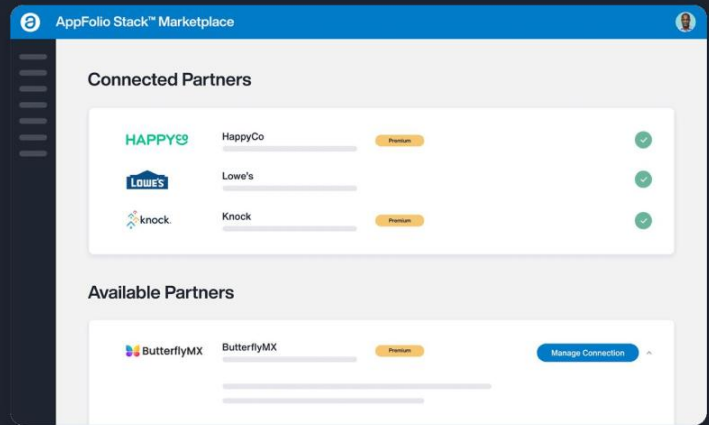 AppFolio Stack™ Marketplace
Connected Partners
HAPPYCO HappyCo Premium
LOWE'S Lowe's
knock. Knock Premium
Available Partners
ButterflyMX ButterflyMX Premium Manage Connection